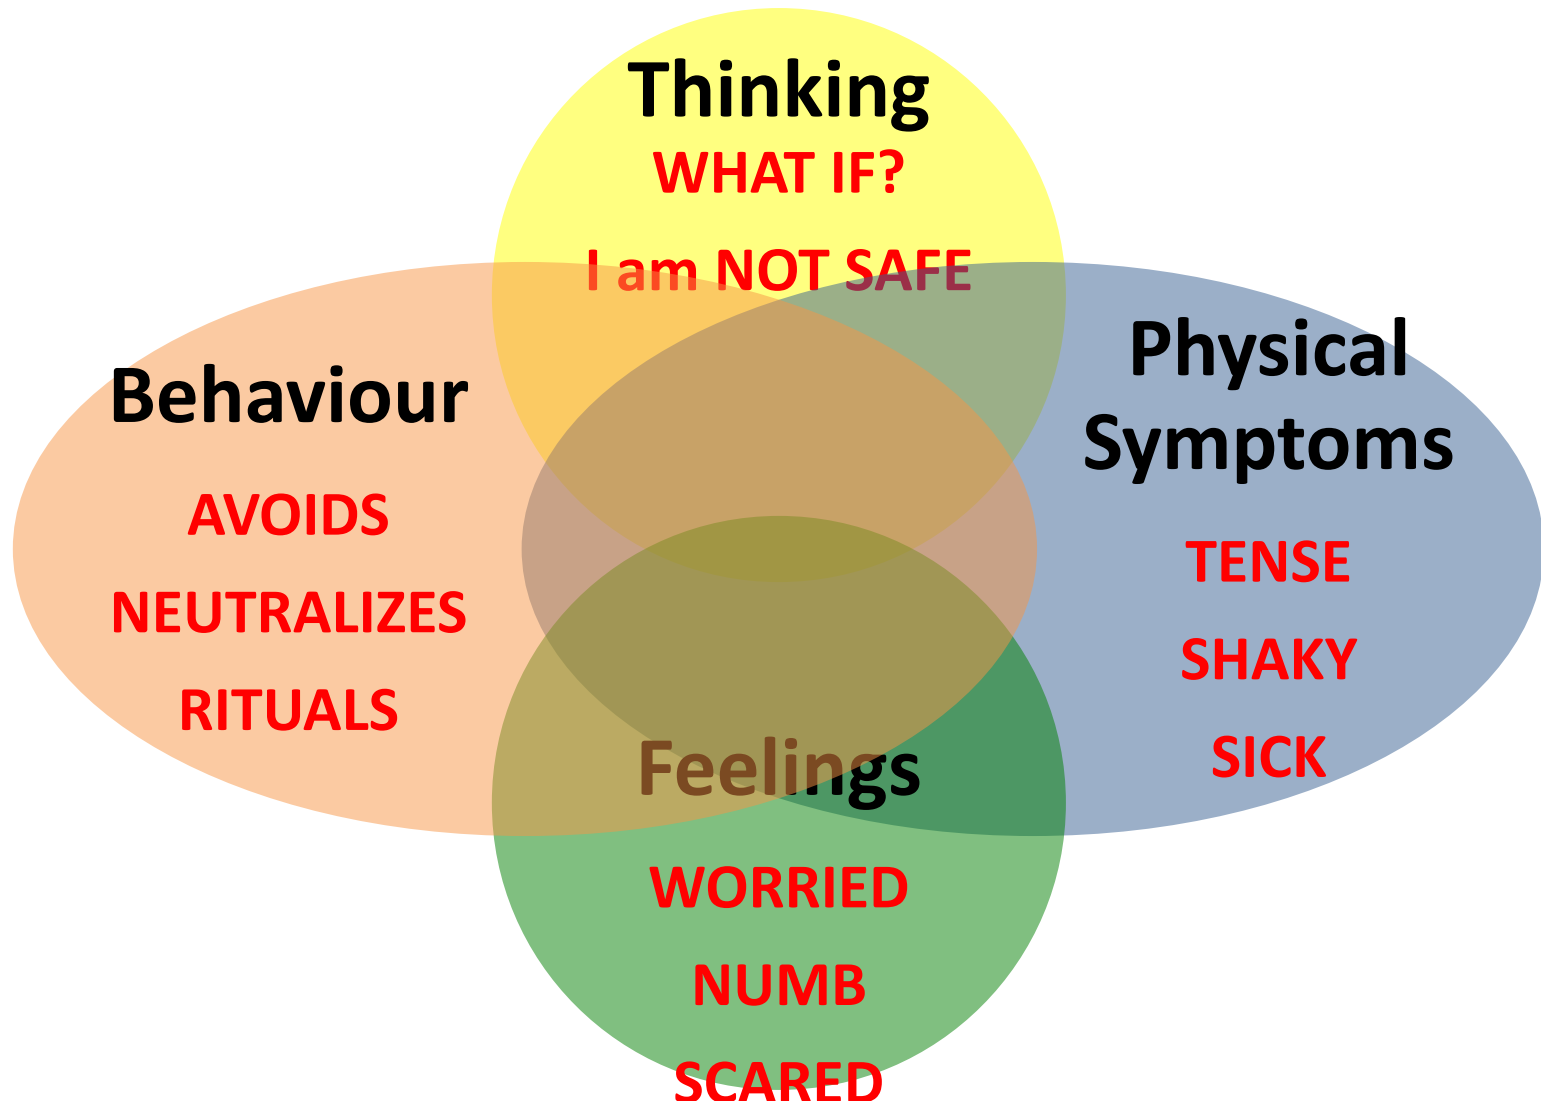 Thinking
WHAT IF?
I am NOT SAFE
Behaviour
AVOIDS
NEUTRALIZES
RITUALS
Physical
Symptoms
TENSE
SHAKY
SICK
Feelings
WORRIED
NUMB
SCARED